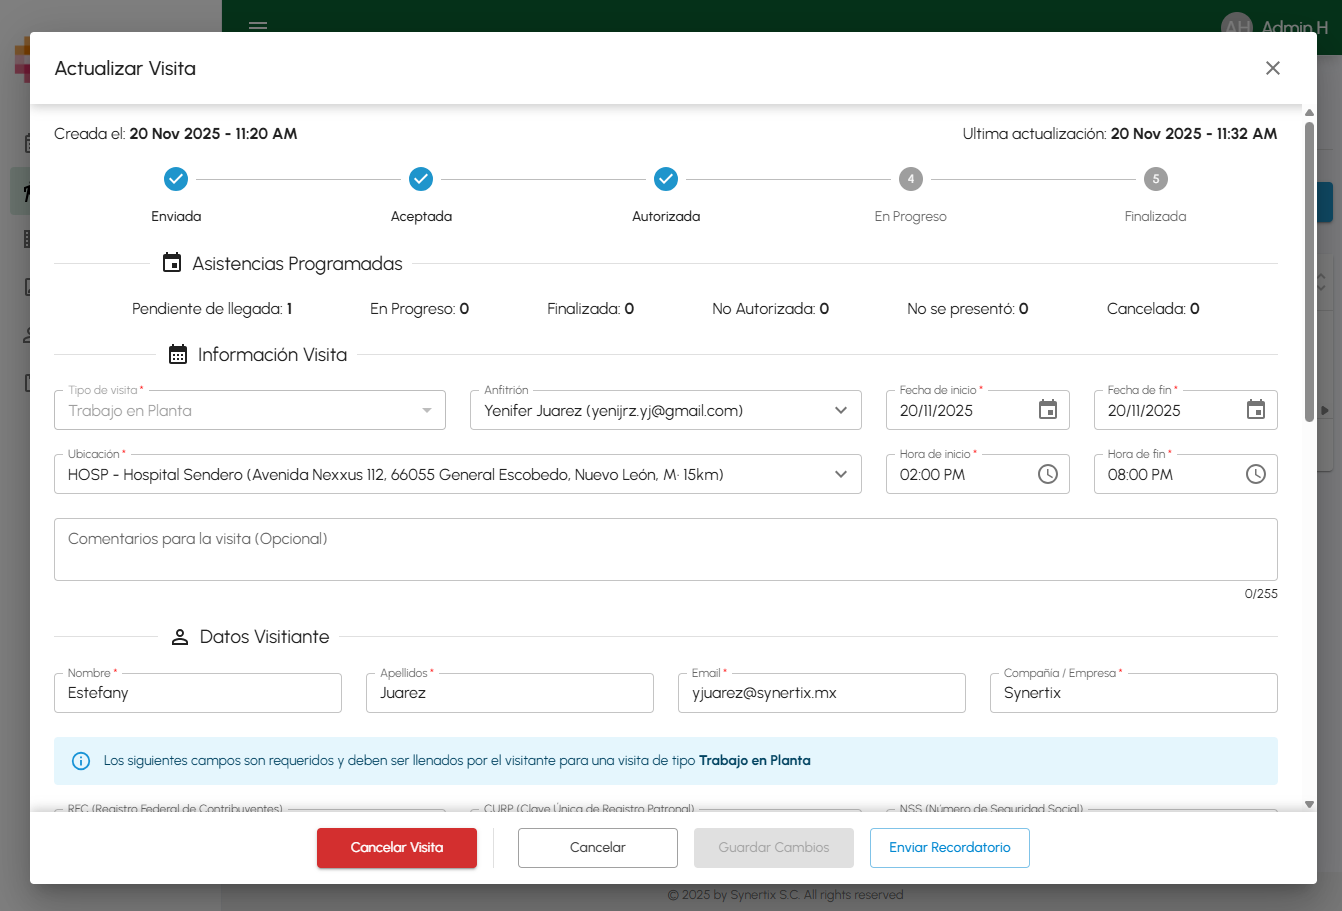 AH Admin H
Actualizar Visita
Creada el: 20 Nov 2025 - 11:20 AM
Ultima actualización: 20 Nov 2025 - 11:32 AM
4
5
Enviada
Aceptada
Autorizada
En Progreso
Finalizada
Asistencias Programadas
Pendiente de llegada: 1
En Progreso: 0
Finalizada: 0
No Autorizada: 0
No se presentó: 0
Cancelada: 0
Información Visita
Tipo de visita *
Trabajo en Planta
Anfitrión
Yenifer Juarez (yenijrz.yj@gmail.com)
Fecha de inicio *
20/11/2025
Fecha de fin *
20/11/2025
Ubicación *
HOSP - Hospital Sendero (Avenida Nexxus 112, 66055 General Escobedo, Nuevo León, M· 15km)
Hora de inicio *
02:00 PM
Hora de fin *
08:00 PM
Comentarios para la visita (Opcional)
0/255
Datos Visitiante
Nombre *
Estefany
Apellidos *
Juarez
Email *
yjuarez@synertix.mx
Compañía / Empresa *
Synertix
Los siguientes campos son requeridos y deben ser llenados por el visitante para una visita de tipo Trabajo en Planta
RFC (Registro Federal de Contribuyentes)
CURP (Clave Única de Registro Patronal)
NSS (Número de Seguridad Social)
Cancelar Visita
Cancelar
Guardar Cambios
Enviar Recordatorio
© 2025 by Synertix S.C. All rights reserved